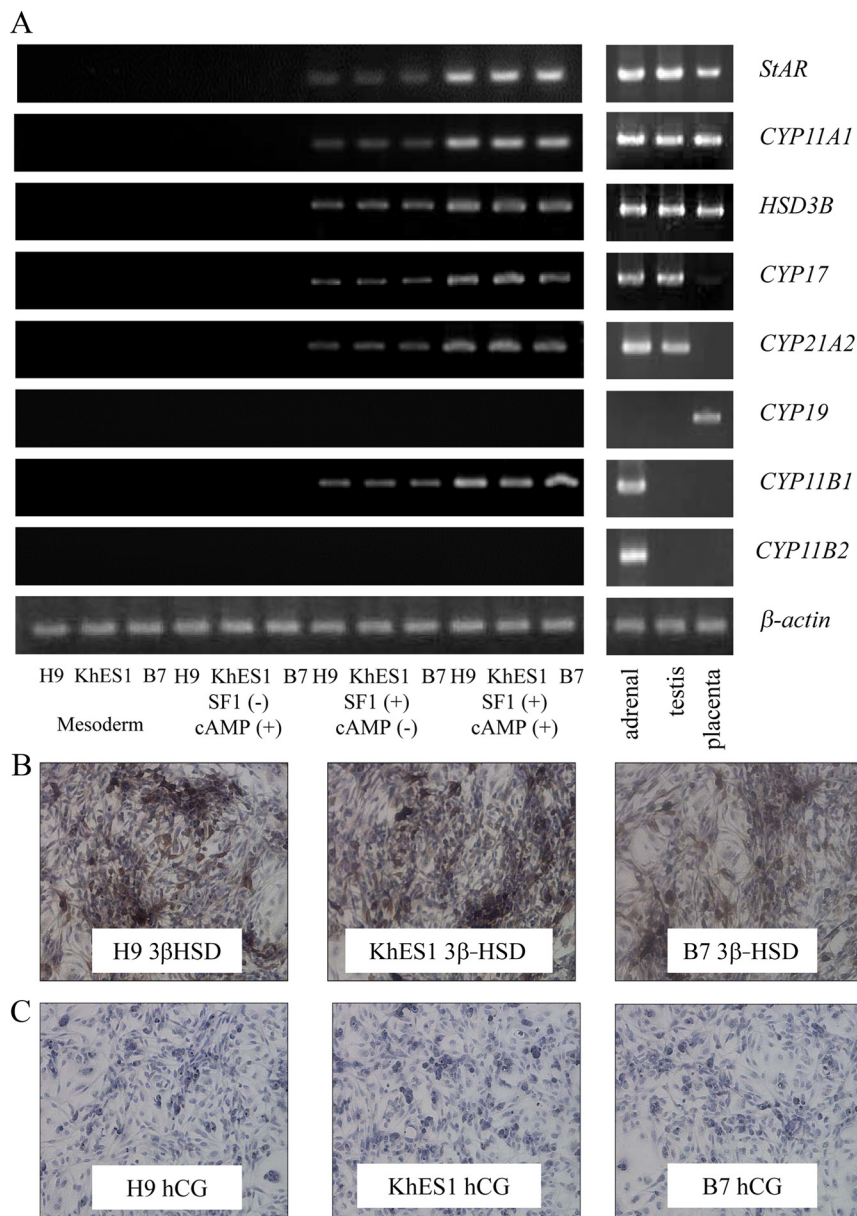 A
StAR
CYP11A1
HSD3B
CYP17
CYP21A2
CYP19
CYP11B1
CYP11B2
β-actin
H9 KhES1 B7 H9 KhES1 B7 H9 KhES1 B7 H9 KhES1 B7
SF1 (-) SF1 (+) SF1 (+)
Mesoderm cAMP (+) cAMP (-) cAMP (+)
adrenal
testis
placenta
B
H9 3βHSD KhES1 3β-HSD B7 3β-HSD
C
H9 hCG KhES1 hCG B7 hCG